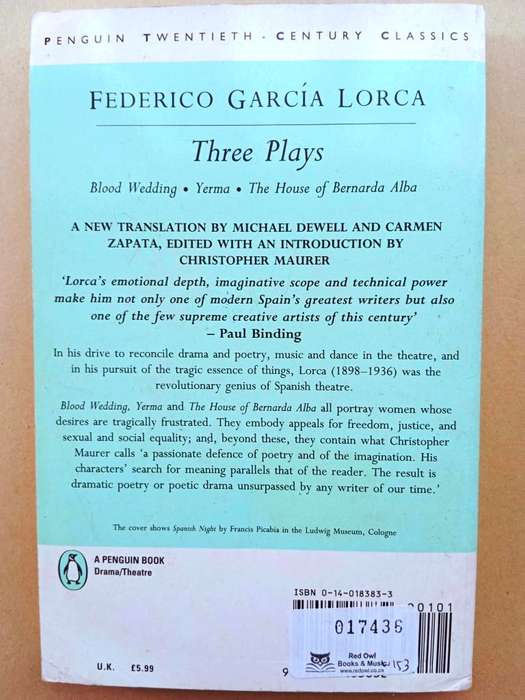 PENGUIN TWENTIETH-CENTURY CLASSICS
FEDERICO GARCÍA LORCA
Three Plays
Blood Wedding • Yerma • The House of Bernarda Alba
A NEW TRANSLATION BY MICHAEL DEWELL AND CARMEN
ZAPATA, EDITED WITH AN INTRODUCTION BY
CHRISTOPHER MAURER
‘Lorca’s emotional depth, imaginative scope and technical power
make him not only one of modern Spain’s greatest writers but also
one of the few supreme creative artists of this century’
– Paul Binding
In his drive to reconcile drama and poetry, music and dance in the theatre, and
in his pursuit of the tragic essence of things, Lorca (1898–1936) was the
revolutionary genius of Spanish theatre.
Blood Wedding, Yerma and The House of Bernarda Alba all portray women whose
desires are tragically frustrated. They embody appeals for freedom, justice, and
sexual and social equality; and, beyond these, they contain what Christopher
Maurer calls ‘a passionate defence of poetry and of the imagination. His
characters’ search for meaning parallels that of the reader. The result is
dramatic poetry or poetic drama unsurpassed by any writer of our time.’
The cover shows Spanish Night by Francis Picabia in the Ludwig Museum, Cologne
A PENGUIN BOOK
Drama/Theatre
ISBN 0-14-018383-3
00101
017436
Red Owl
Books & Music
153
U.K. £5.99
9